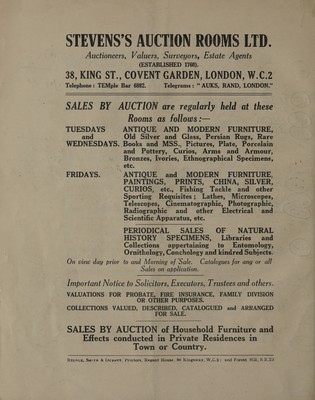 STEVENS'S AUCTION ROOMS LTD.
Auctioneers, Valuers, Surveyors, Estate Agents
(ESTABLISHED 1760).
38, KING ST., COVENT GARDEN, LONDON, W.C.2
Telephone: TEMple Bar 6882. Telegrams: "AUKS, RAND, LONDON."
SALES BY AUCTION are regularly held at these
Rooms as follows:—
TUESDAYS ANTIQUE AND MODERN FURNITURE,
and Old Silver and Glass, Persian Rugs, Rare
WEDNESDAYS. Books and MSS., Pictures, Plate, Porcelain
and Pottery, Curios, Arms and Armour,
Bronzes, Ivories, Ethnographical Specimens,
etc.
FRIDAYS. ANTIQUE and MODERN FURNITURE,
PAINTINGS, PRINTS, CHINA, SILVER,
CURIOS, etc., Fishing Tackle and other
Sporting Requisites; Lathes, Microscopes,
Telescopes, Cinematographic, Photographic,
Radiographic and other Electrical and
Scientific Apparatus, etc.
PERIODICAL SALES OF NATURAL
HISTORY SPECIMENS, Libraries and
Collections appertaining to Entomology,
Ornithology, Conchology and kindred Subjects.
On view day prior to and Morning of Sale. Catalogues for any or all
Sales on application.
Important Notice to Solicitors, Executors, Trustees and others.
VALUATIONS FOR PROBATE, FIRE INSURANCE, FAMILY DIVISION
OR OTHER PURPOSES.
COLLECTIONS VALUED, DESCRIBED, CATALOGUED and ARRANGED
FOR SALE.
SALES BY AUCTION of Household Furniture and
Effects conducted in Private Residences in
Town or Country.
Printers, Regent House, Kingsway, W.C.2; and Forest Hill, S.E.23